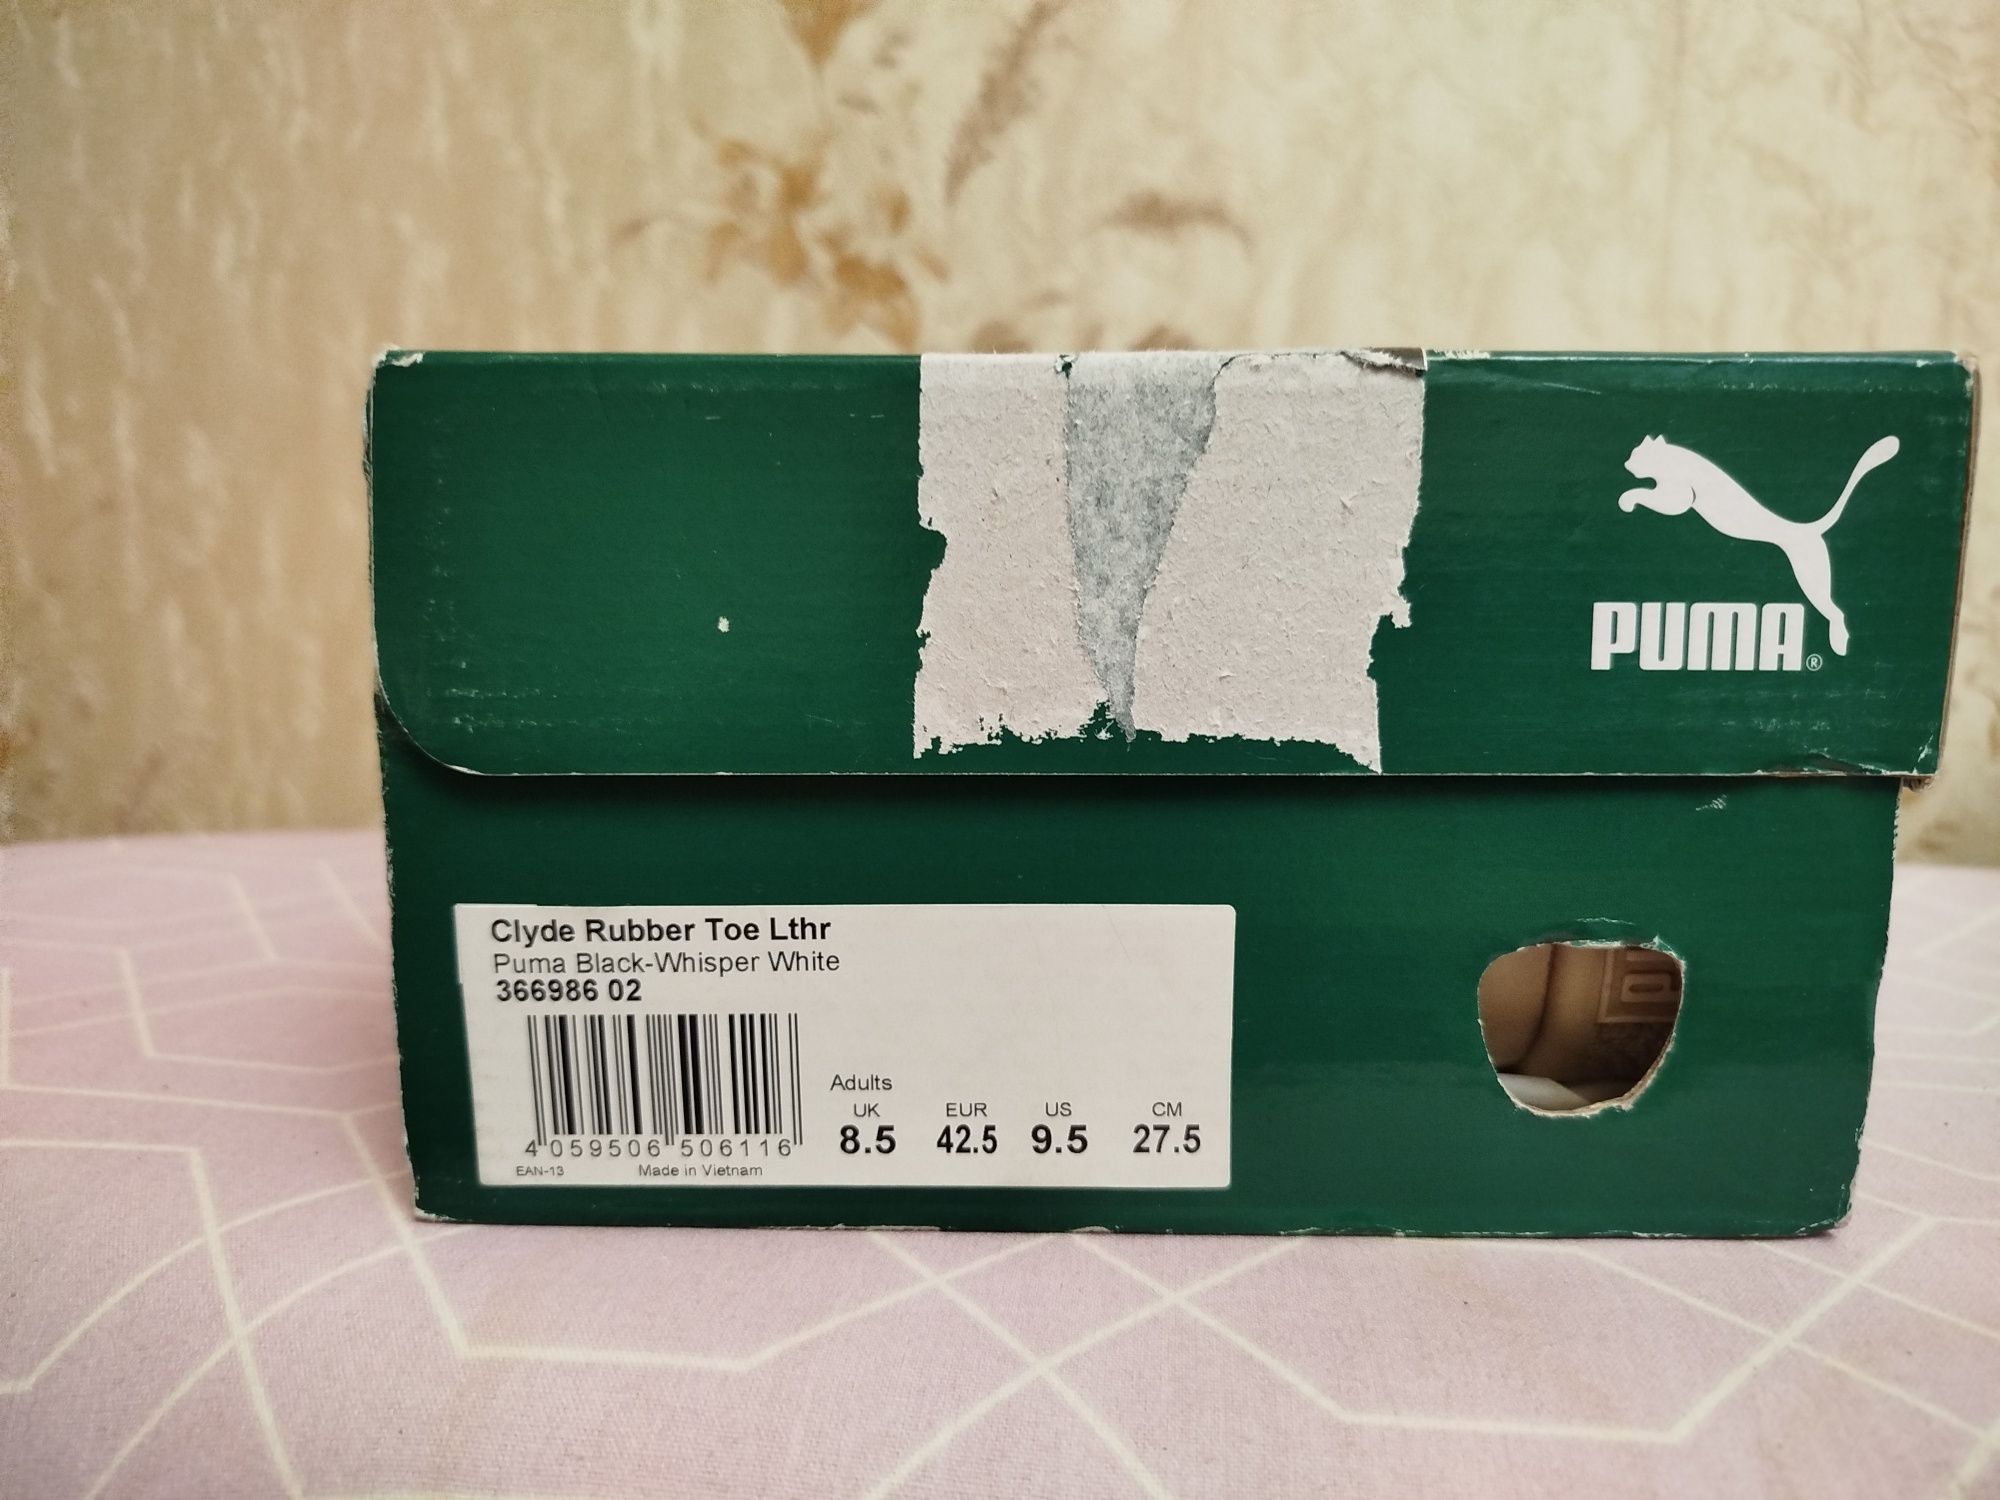 PUMA®
Clyde Rubber Toe Lthr
Puma Black-Whisper White
366986 02
4 059506 506116
EAN-13 Made in Vietnam
Adults
UK EUR US CM
8.5 42.5 9.5 27.5